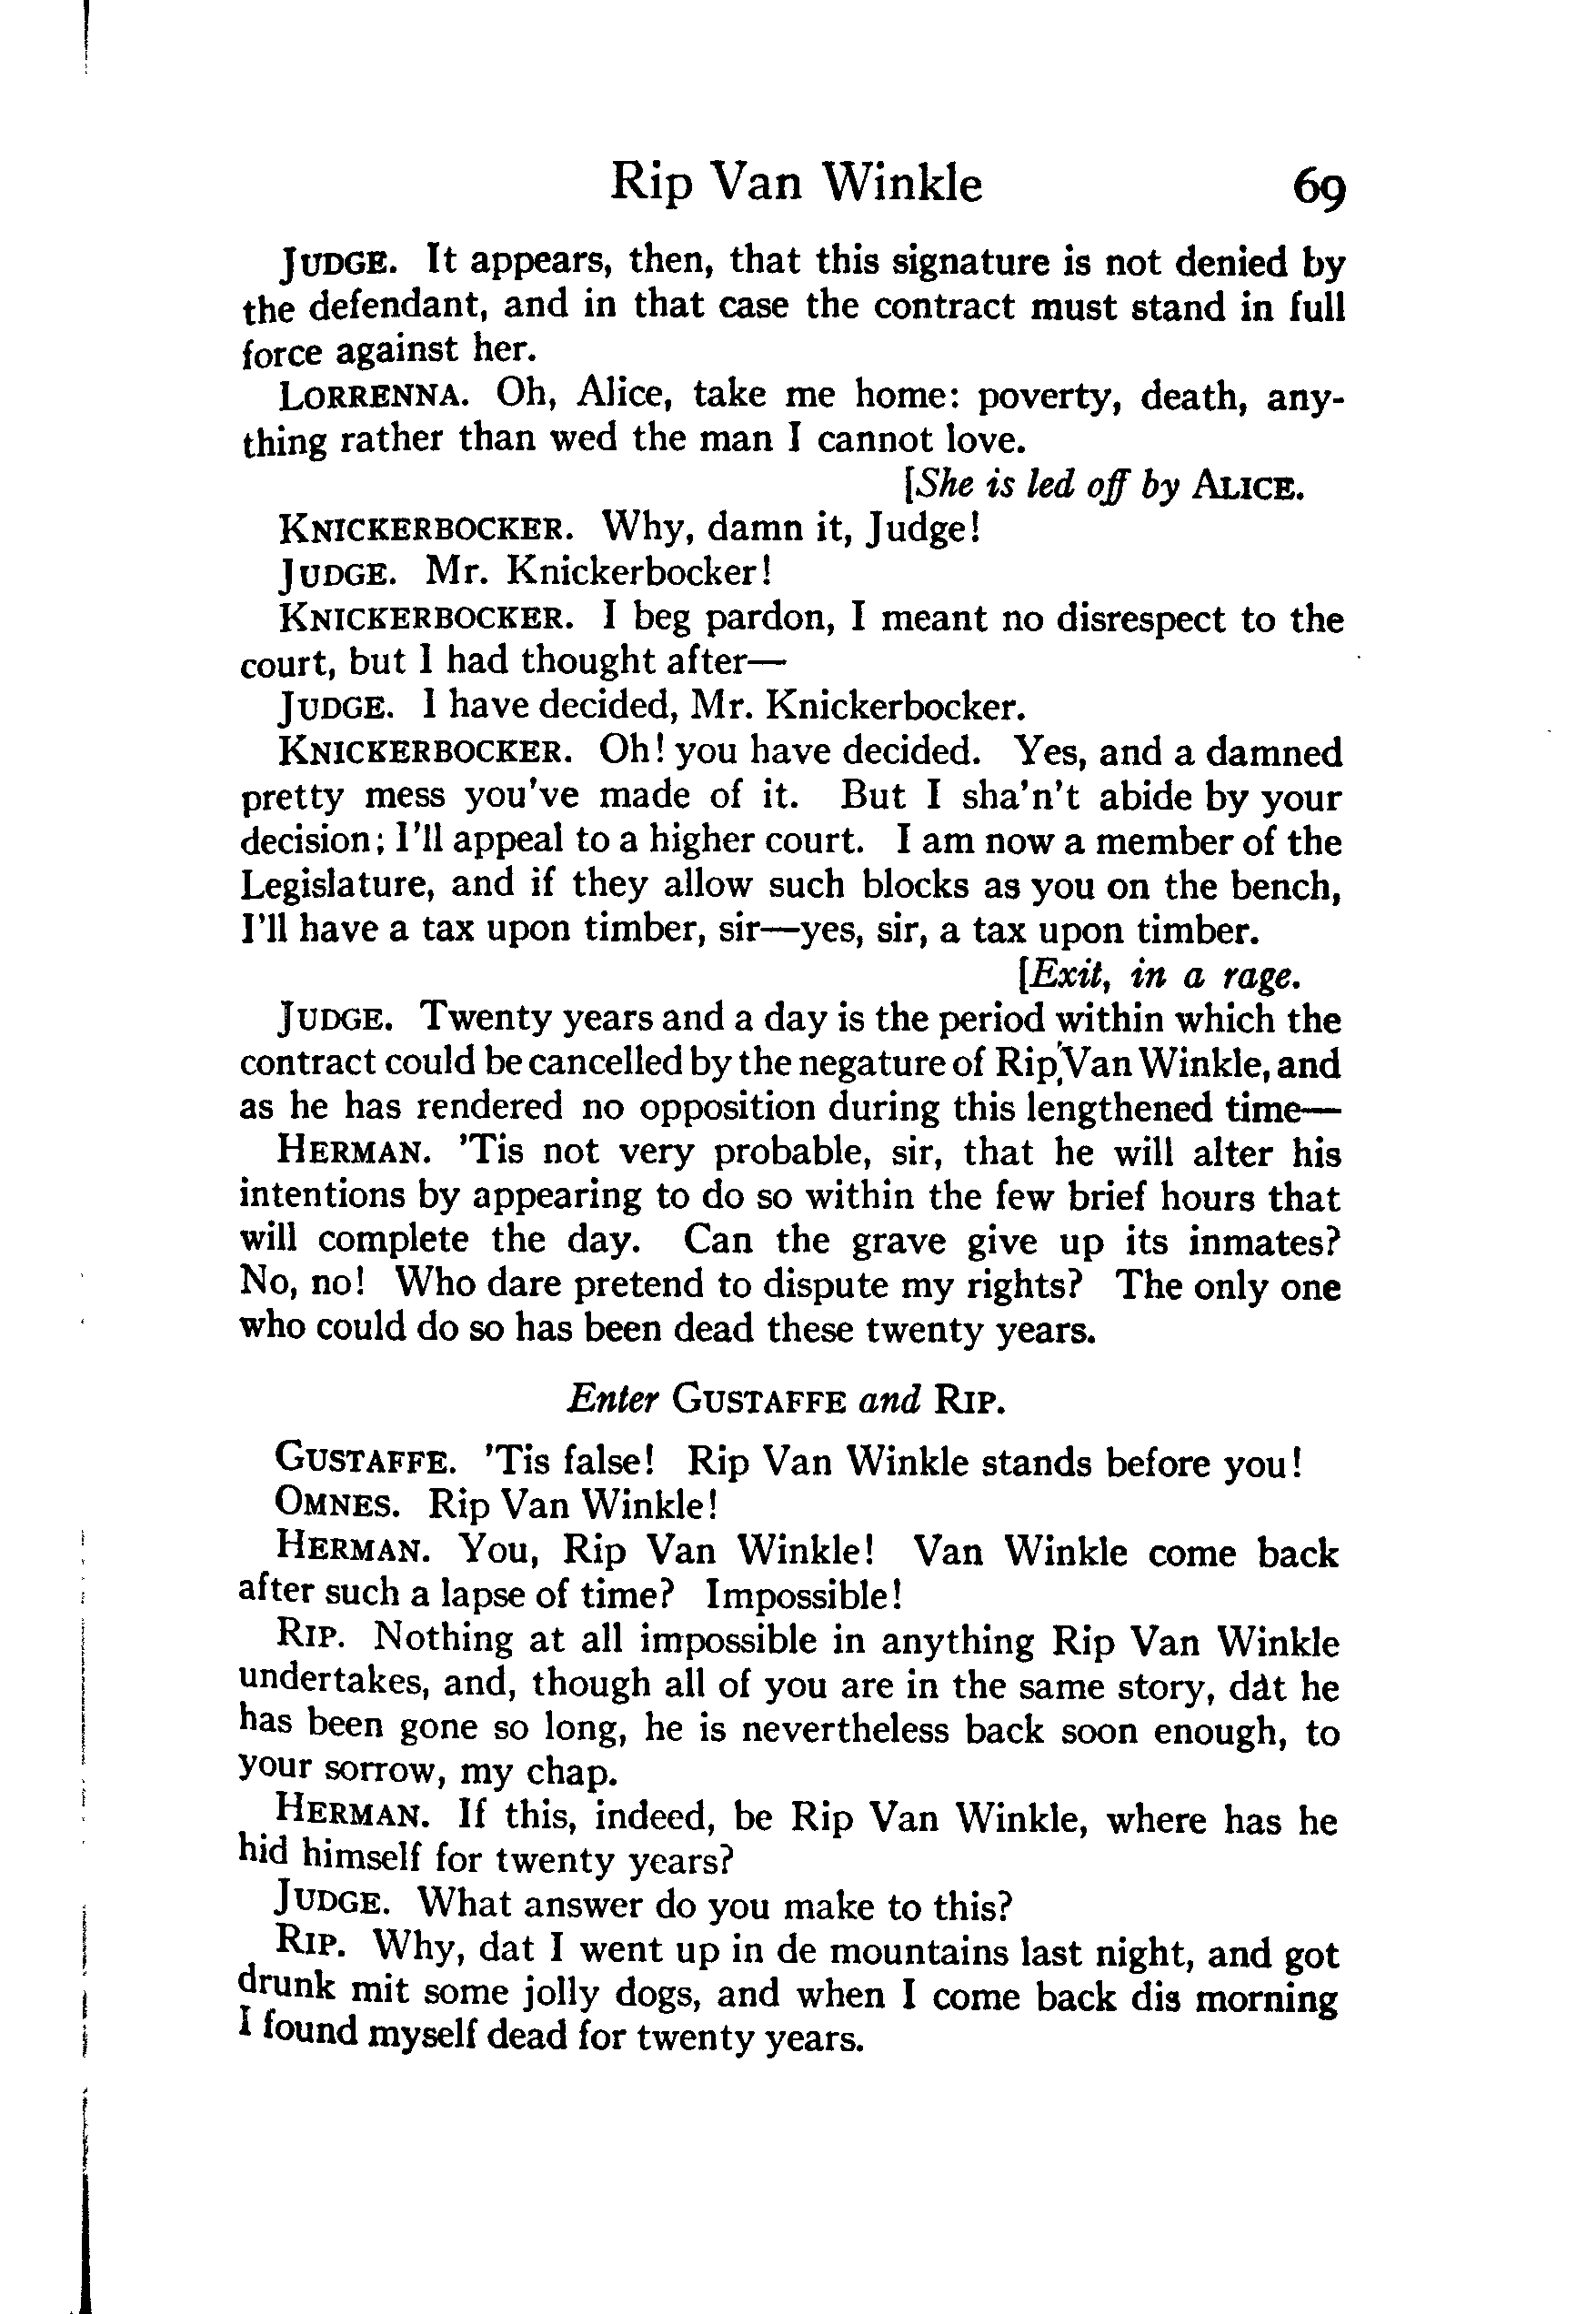 Rip Van Winkle 69
JUDGE. It appears, then, that this signature is not denied by
the defendant, and in that case the contract must stand in full
force against her.
LORRENNA. Oh, Alice, take me home: poverty, death, any-
thing rather than wed the man I cannot love.
[She is led off by ALICE.
KNICKERBOCKER. Why, damn it, Judge!
JUDGE. Mr. Knickerbocker!
KNICKERBOCKER. I beg pardon, I meant no disrespect to the
court, but I had thought after—
JUDGE. I have decided, Mr. Knickerbocker.
KNICKERBOCKER. Oh! you have decided. Yes, and a damned
pretty mess you've made of it. But I sha'n't abide by your
decision; I'll appeal to a higher court. I am now a member of the
Legislature, and if they allow such blocks as you on the bench,
I'll have a tax upon timber, sir—yes, sir, a tax upon timber.
[Exit, in a rage.
JUDGE. Twenty years and a day is the period within which the
contract could be cancelled by the negature of Rip Van Winkle, and
as he has rendered no opposition during this lengthened time—
HERMAN. 'Tis not very probable, sir, that he will alter his
intentions by appearing to do so within the few brief hours that
will complete the day. Can the grave give up its inmates?
No, no! Who dare pretend to dispute my rights? The only one
who could do so has been dead these twenty years.
Enter GUSTAFFE and RIP.
GUSTAFFE. 'Tis false! Rip Van Winkle stands before you!
OMNES. Rip Van Winkle!
HERMAN. You, Rip Van Winkle! Van Winkle come back
after such a lapse of time? Impossible!
RIP. Nothing at all impossible in anything Rip Van Winkle
undertakes, and, though all of you are in the same story, dat he
has been gone so long, he is nevertheless back soon enough, to
your sorrow, my chap.
HERMAN. If this, indeed, be Rip Van Winkle, where has he
hid himself for twenty years?
JUDGE. What answer do you make to this?
RIP. Why, dat I went up in de mountains last night, and got
drunk mit some jolly dogs, and when I come back dis morning
I found myself dead for twenty years.